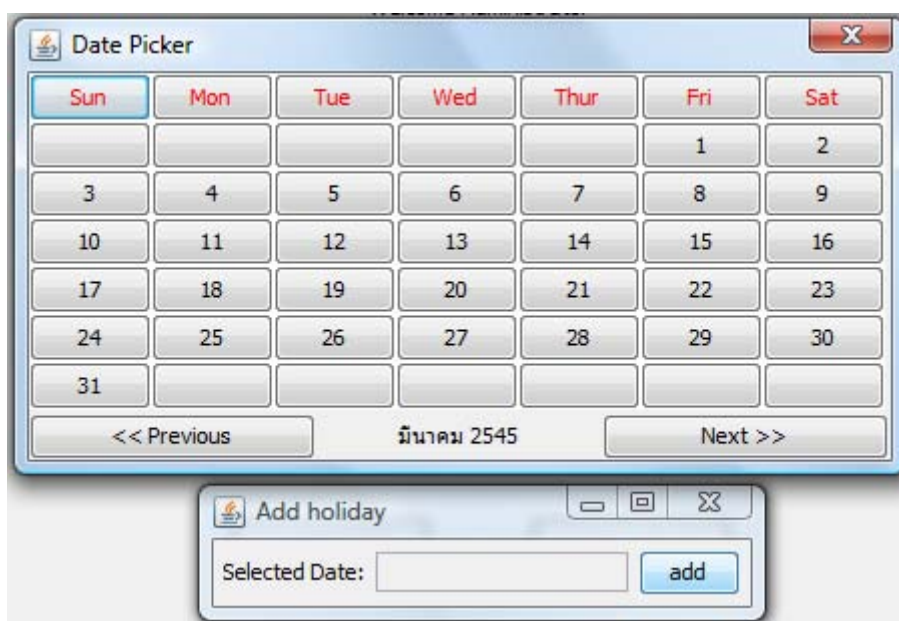 Date Picker
Sun Mon Tue Wed Thur Fri Sat
1 2
3 4 5 6 7 8 9
10 11 12 13 14 15 16
17 18 19 20 21 22 23
24 25 26 27 28 29 30
31
<< Previous มีนาคม 2545 Next >>
Add holiday
Selected Date: add